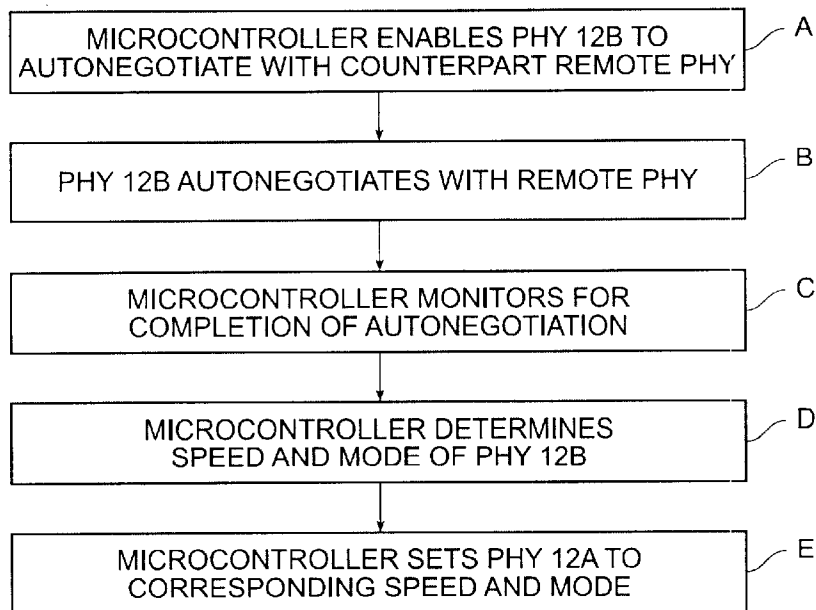 MICROCONTROLLER ENABLES PHY 12B TO
AUTONEGOTIATE WITH COUNTERPART REMOTE PHY
A
PHY 12B AUTONEGOTIATES WITH REMOTE PHY
B
MICROCONTROLLER MONITORS FOR
COMPLETION OF AUTONEGOTIATION
C
MICROCONTROLLER DETERMINES
SPEED AND MODE OF PHY 12B
D
MICROCONTROLLER SETS PHY 12A TO
CORRESPONDING SPEED AND MODE
E